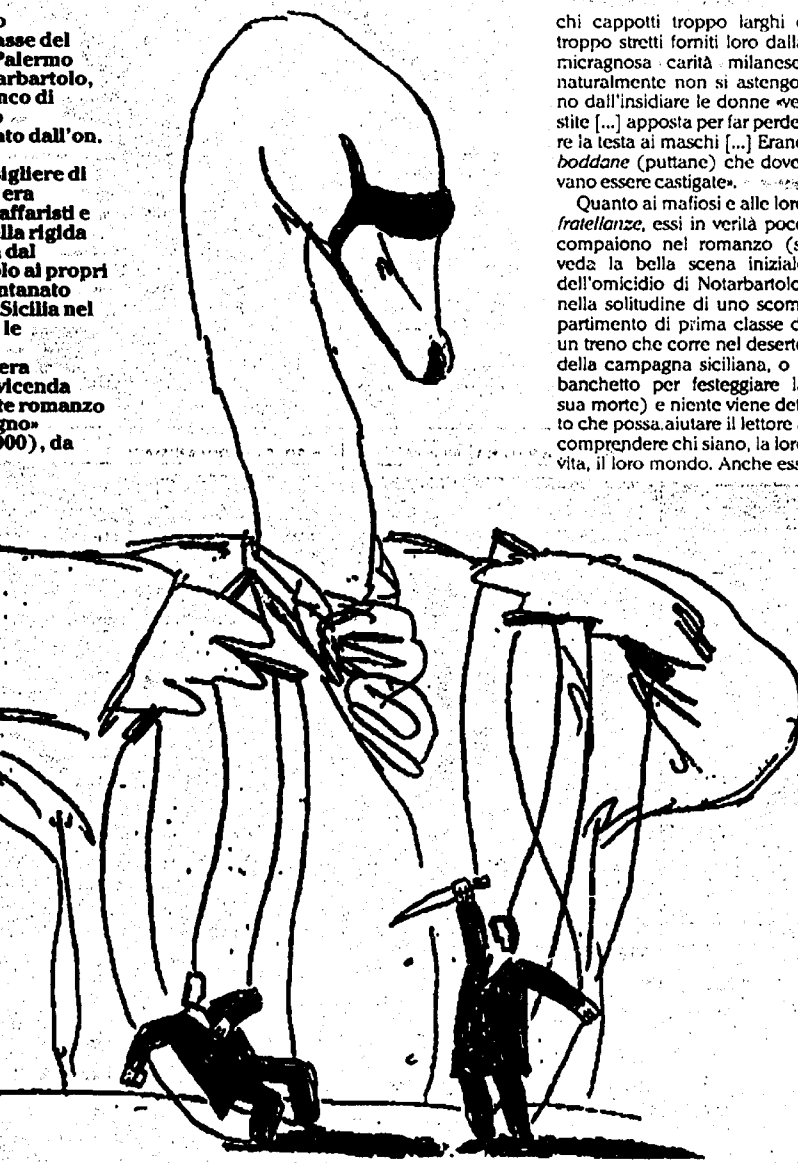 o
asse del
Palermo
arbartolo,
nco di
o
ato dall'on.
sigliere di
era
affaristi e
lla rigida
a dal
olo ai propri
ntanato
Sicilia nel
le
era
vicenda
te romanzo
gno»
000), da
chi cappotti troppo larghi o
troppo stretti forniti loro dalla
micragnosa carità milanese
naturalmente non si astengo-
no dall'insidiare le donne «ve-
stite [...] apposta per far perde-
re la testa ai maschi [...] Erano
boddane (puttane) che dove-
vano essere castigate».
Quanto ai mafiosi e alle loro
fratellanze, essi in verità poco
compaiono nel romanzo (si
veda la bella scena iniziale
dell'omicidio di Notarbartolo,
nella solitudine di uno scom-
partimento di prima classe di
un treno che corre nel deserto
della campagna siciliana, o
banchetto per festeggiare la
sua morte) e niente viene det-
to che possa aiutare il lettore a
comprendere chi siano, la loro
vita, il loro mondo. Anche ess